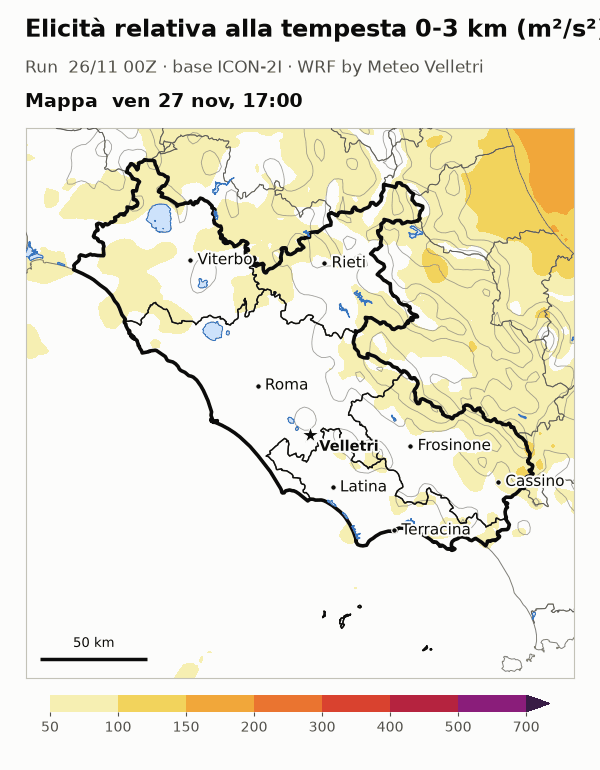 Elicità relativa alla tempesta 0-3 km (m²/s²)
Run 26/11 00Z · base ICON-2I · WRF by Meteo Velletri
Mappa ven 27 nov, 17:00
Viterbo
Rieti
Roma
Velletri
Frosinone
Cassino
Latina
Terracina
50 km
50 100 150 200 300 400 500 700